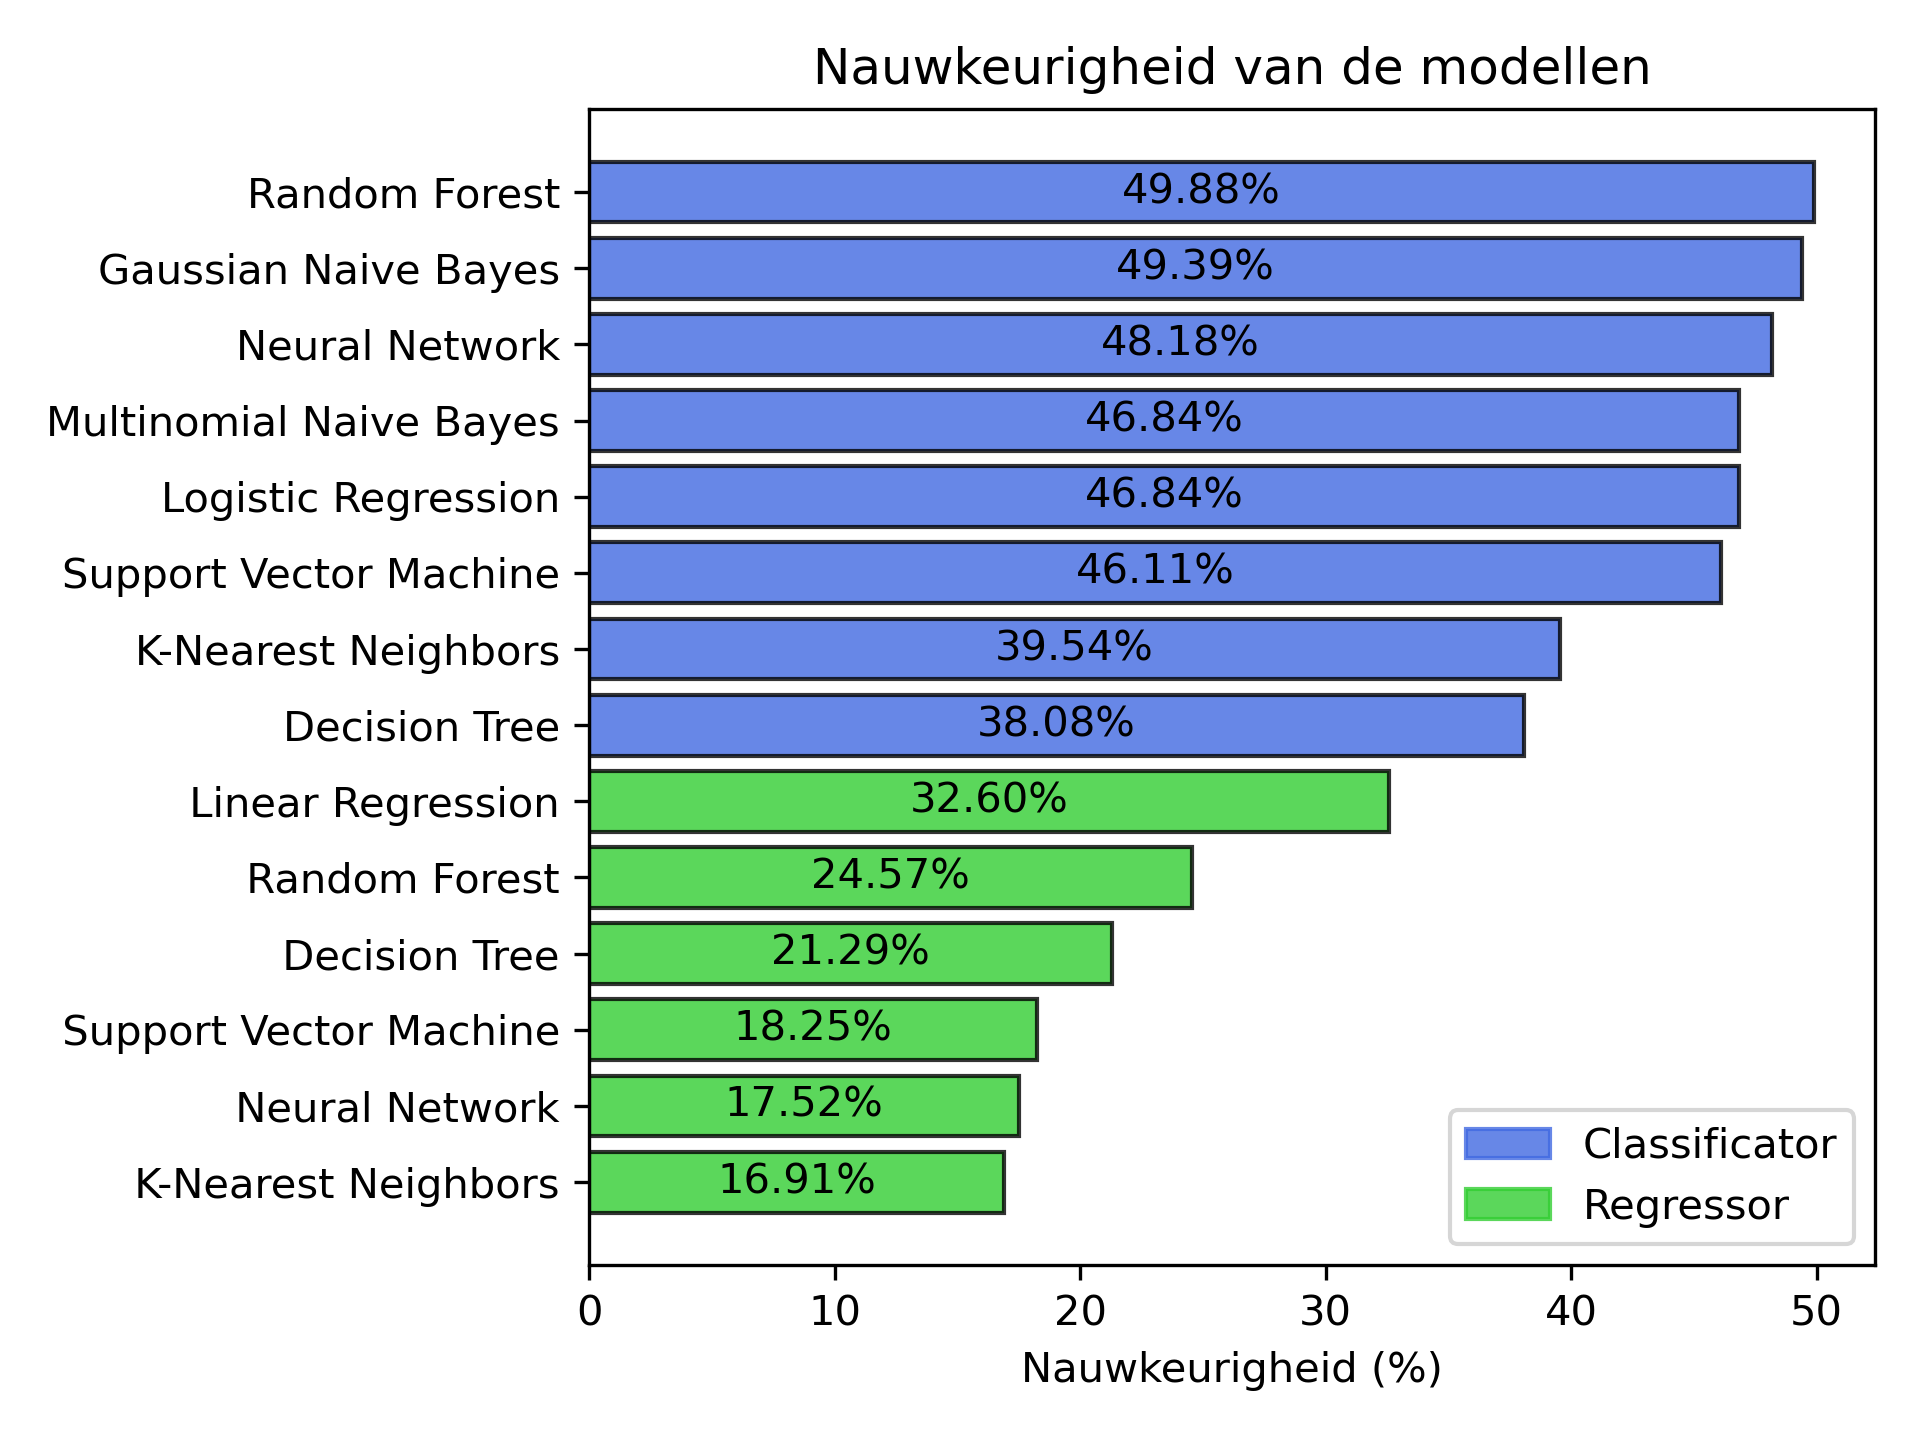 Nauwkeurigheid van de modellen
Random Forest 49.88%
Gaussian Naive Bayes 49.39%
Neural Network 48.18%
Multinomial Naive Bayes 46.84%
Logistic Regression 46.84%
Support Vector Machine 46.11%
K-Nearest Neighbors 39.54%
Decision Tree 38.08%
Linear Regression 32.60%
Random Forest 24.57%
Decision Tree 21.29%
Support Vector Machine 18.25%
Neural Network 17.52%
K-Nearest Neighbors 16.91%
Classificator
Regressor
0 10 20 30 40 50
Nauwkeurigheid (%)